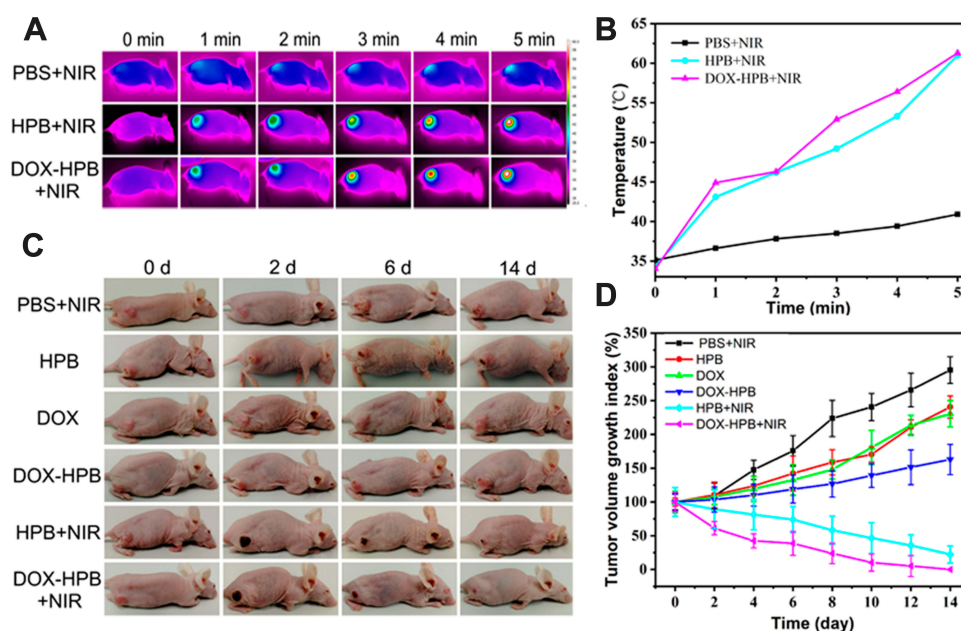 A
0 min 1 min 2 min 3 min 4 min 5 min
PBS+NIR
HPB+NIR
DOX-HPB
+NIR
B
65
60
55
50
45
40
35
Temperature (℃)
PBS+NIR
HPB+NIR
DOX-HPB+NIR
0 1 2 3 4 5
Time (min)
C
0 d 2 d 6 d 14 d
PBS+NIR
HPB
DOX
DOX-HPB
HPB+NIR
DOX-HPB
+NIR
D
350
300
250
200
150
100
50
0
Tumor volume growth index (%)
PBS+NIR
HPB
DOX
DOX-HPB
HPB+NIR
DOX-HPB+NIR
0 2 4 6 8 10 12 14
Time (day)